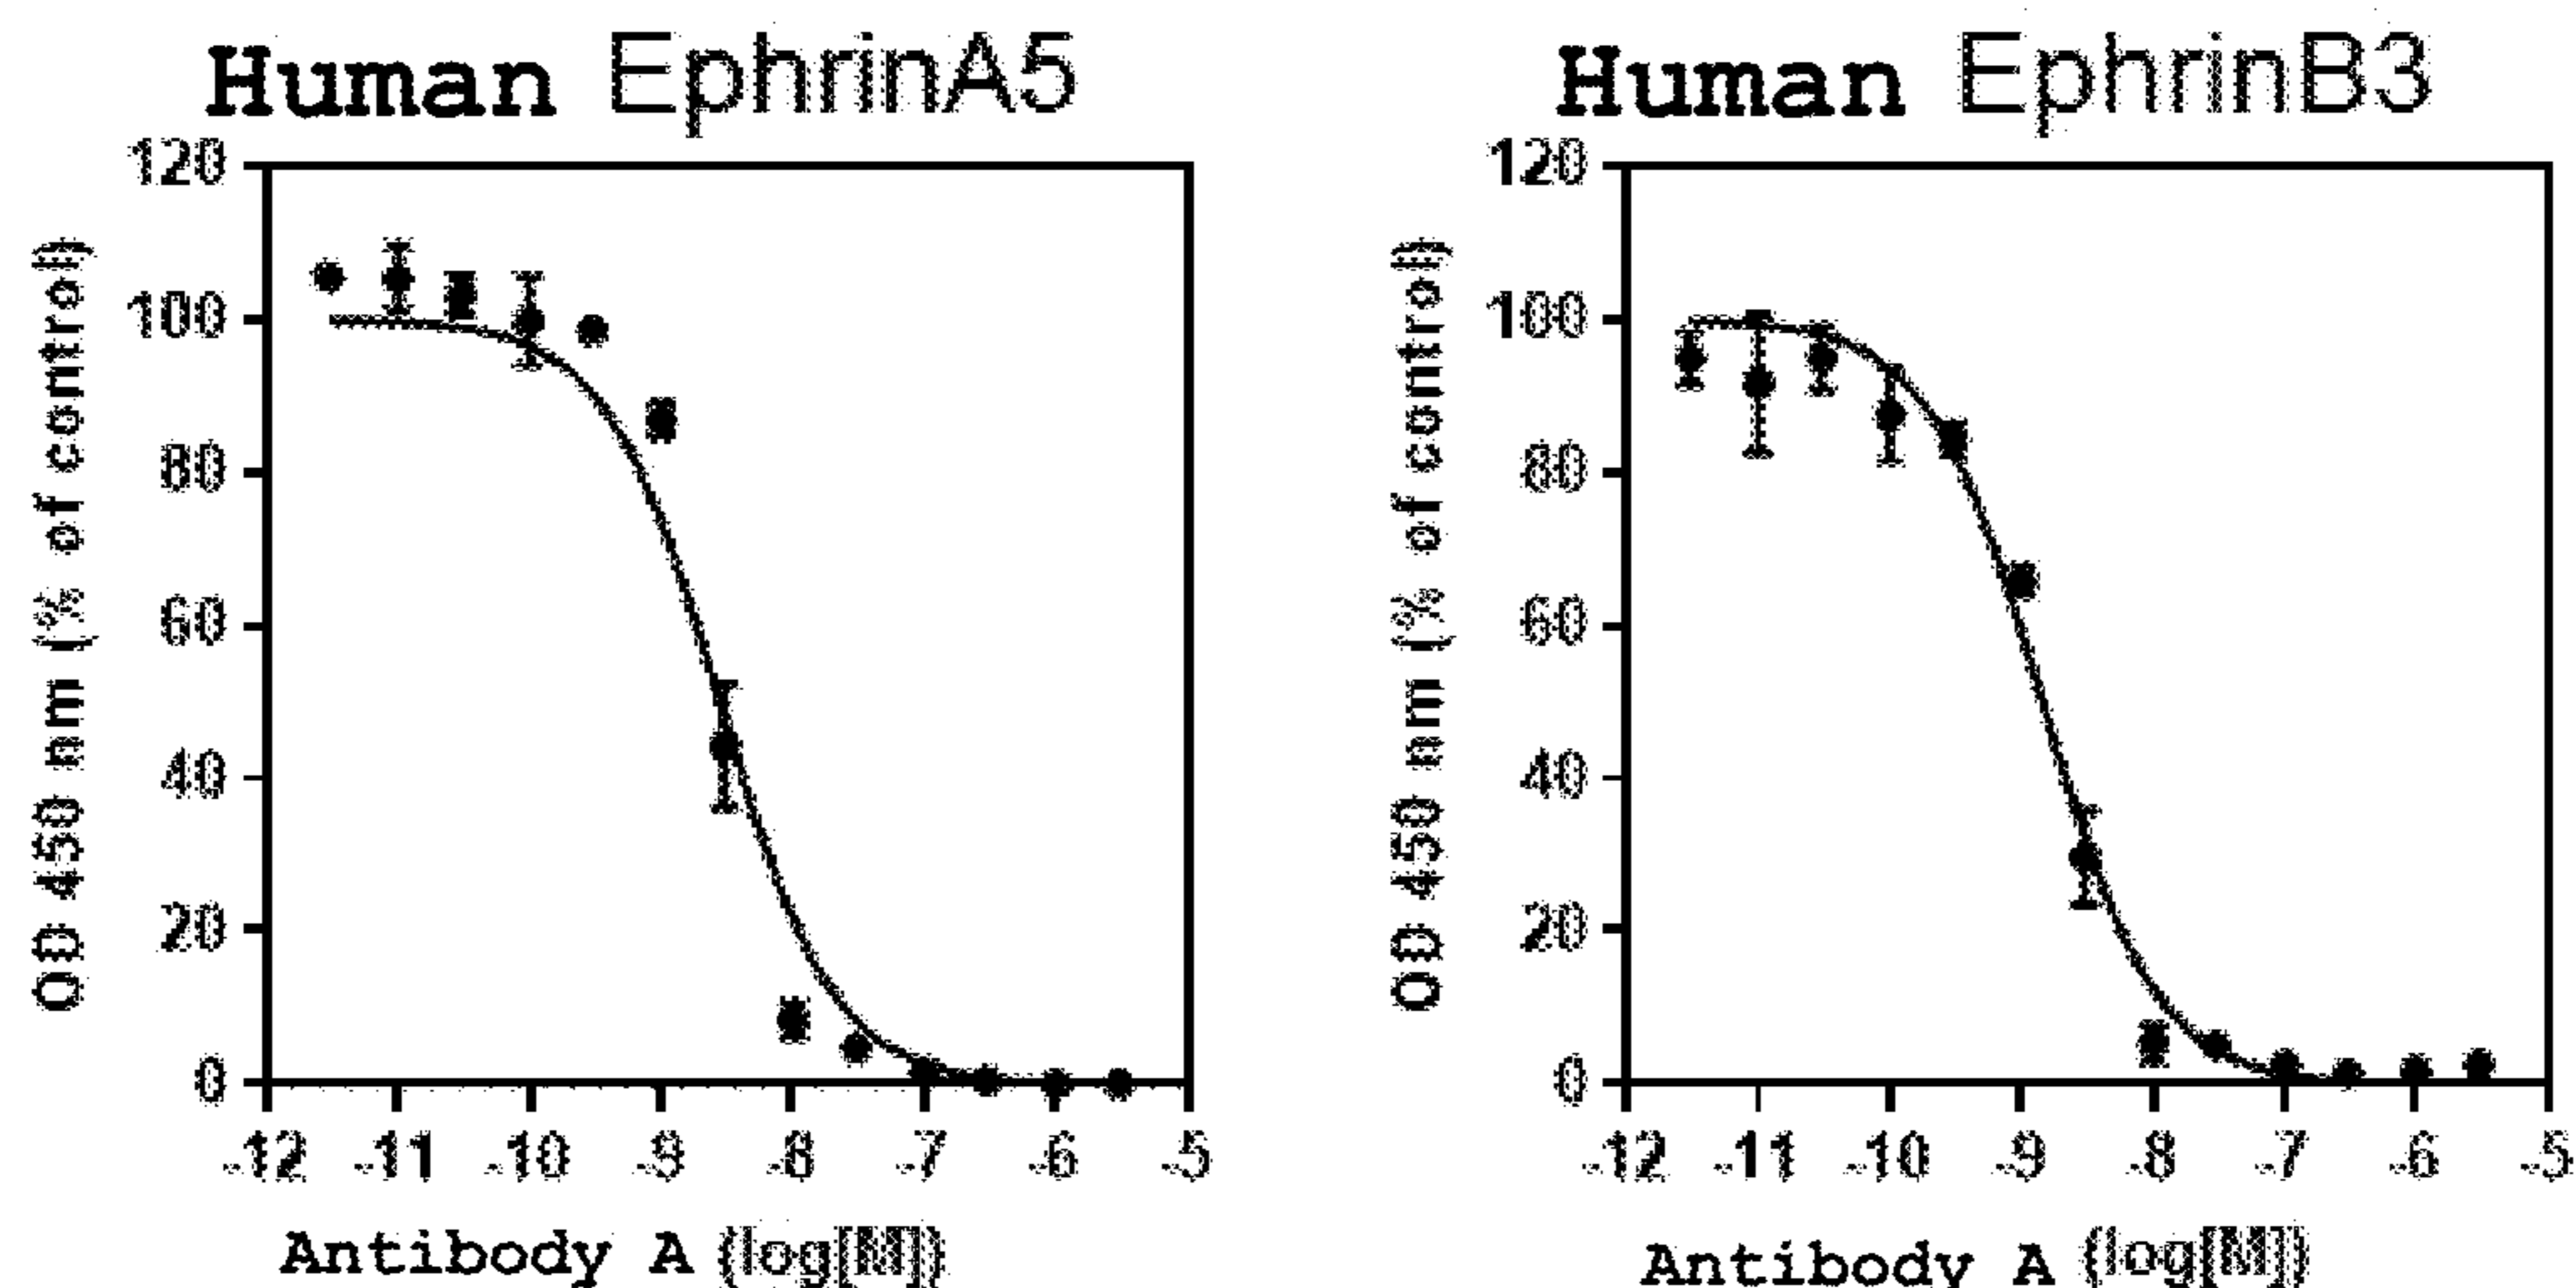 Human EphrinA5
120
100
80
60
40
20
0
OD 450 nm (% of control)
-12 -11 -10 -9 -8 -7 -6 -5
Antibody A (log[M])
Human EphrinB3
120
100
80
60
40
20
0
OD 450 nm (% of control)
-12 -11 -10 -9 -8 -7 -6 -5
Antibody A (log[M])